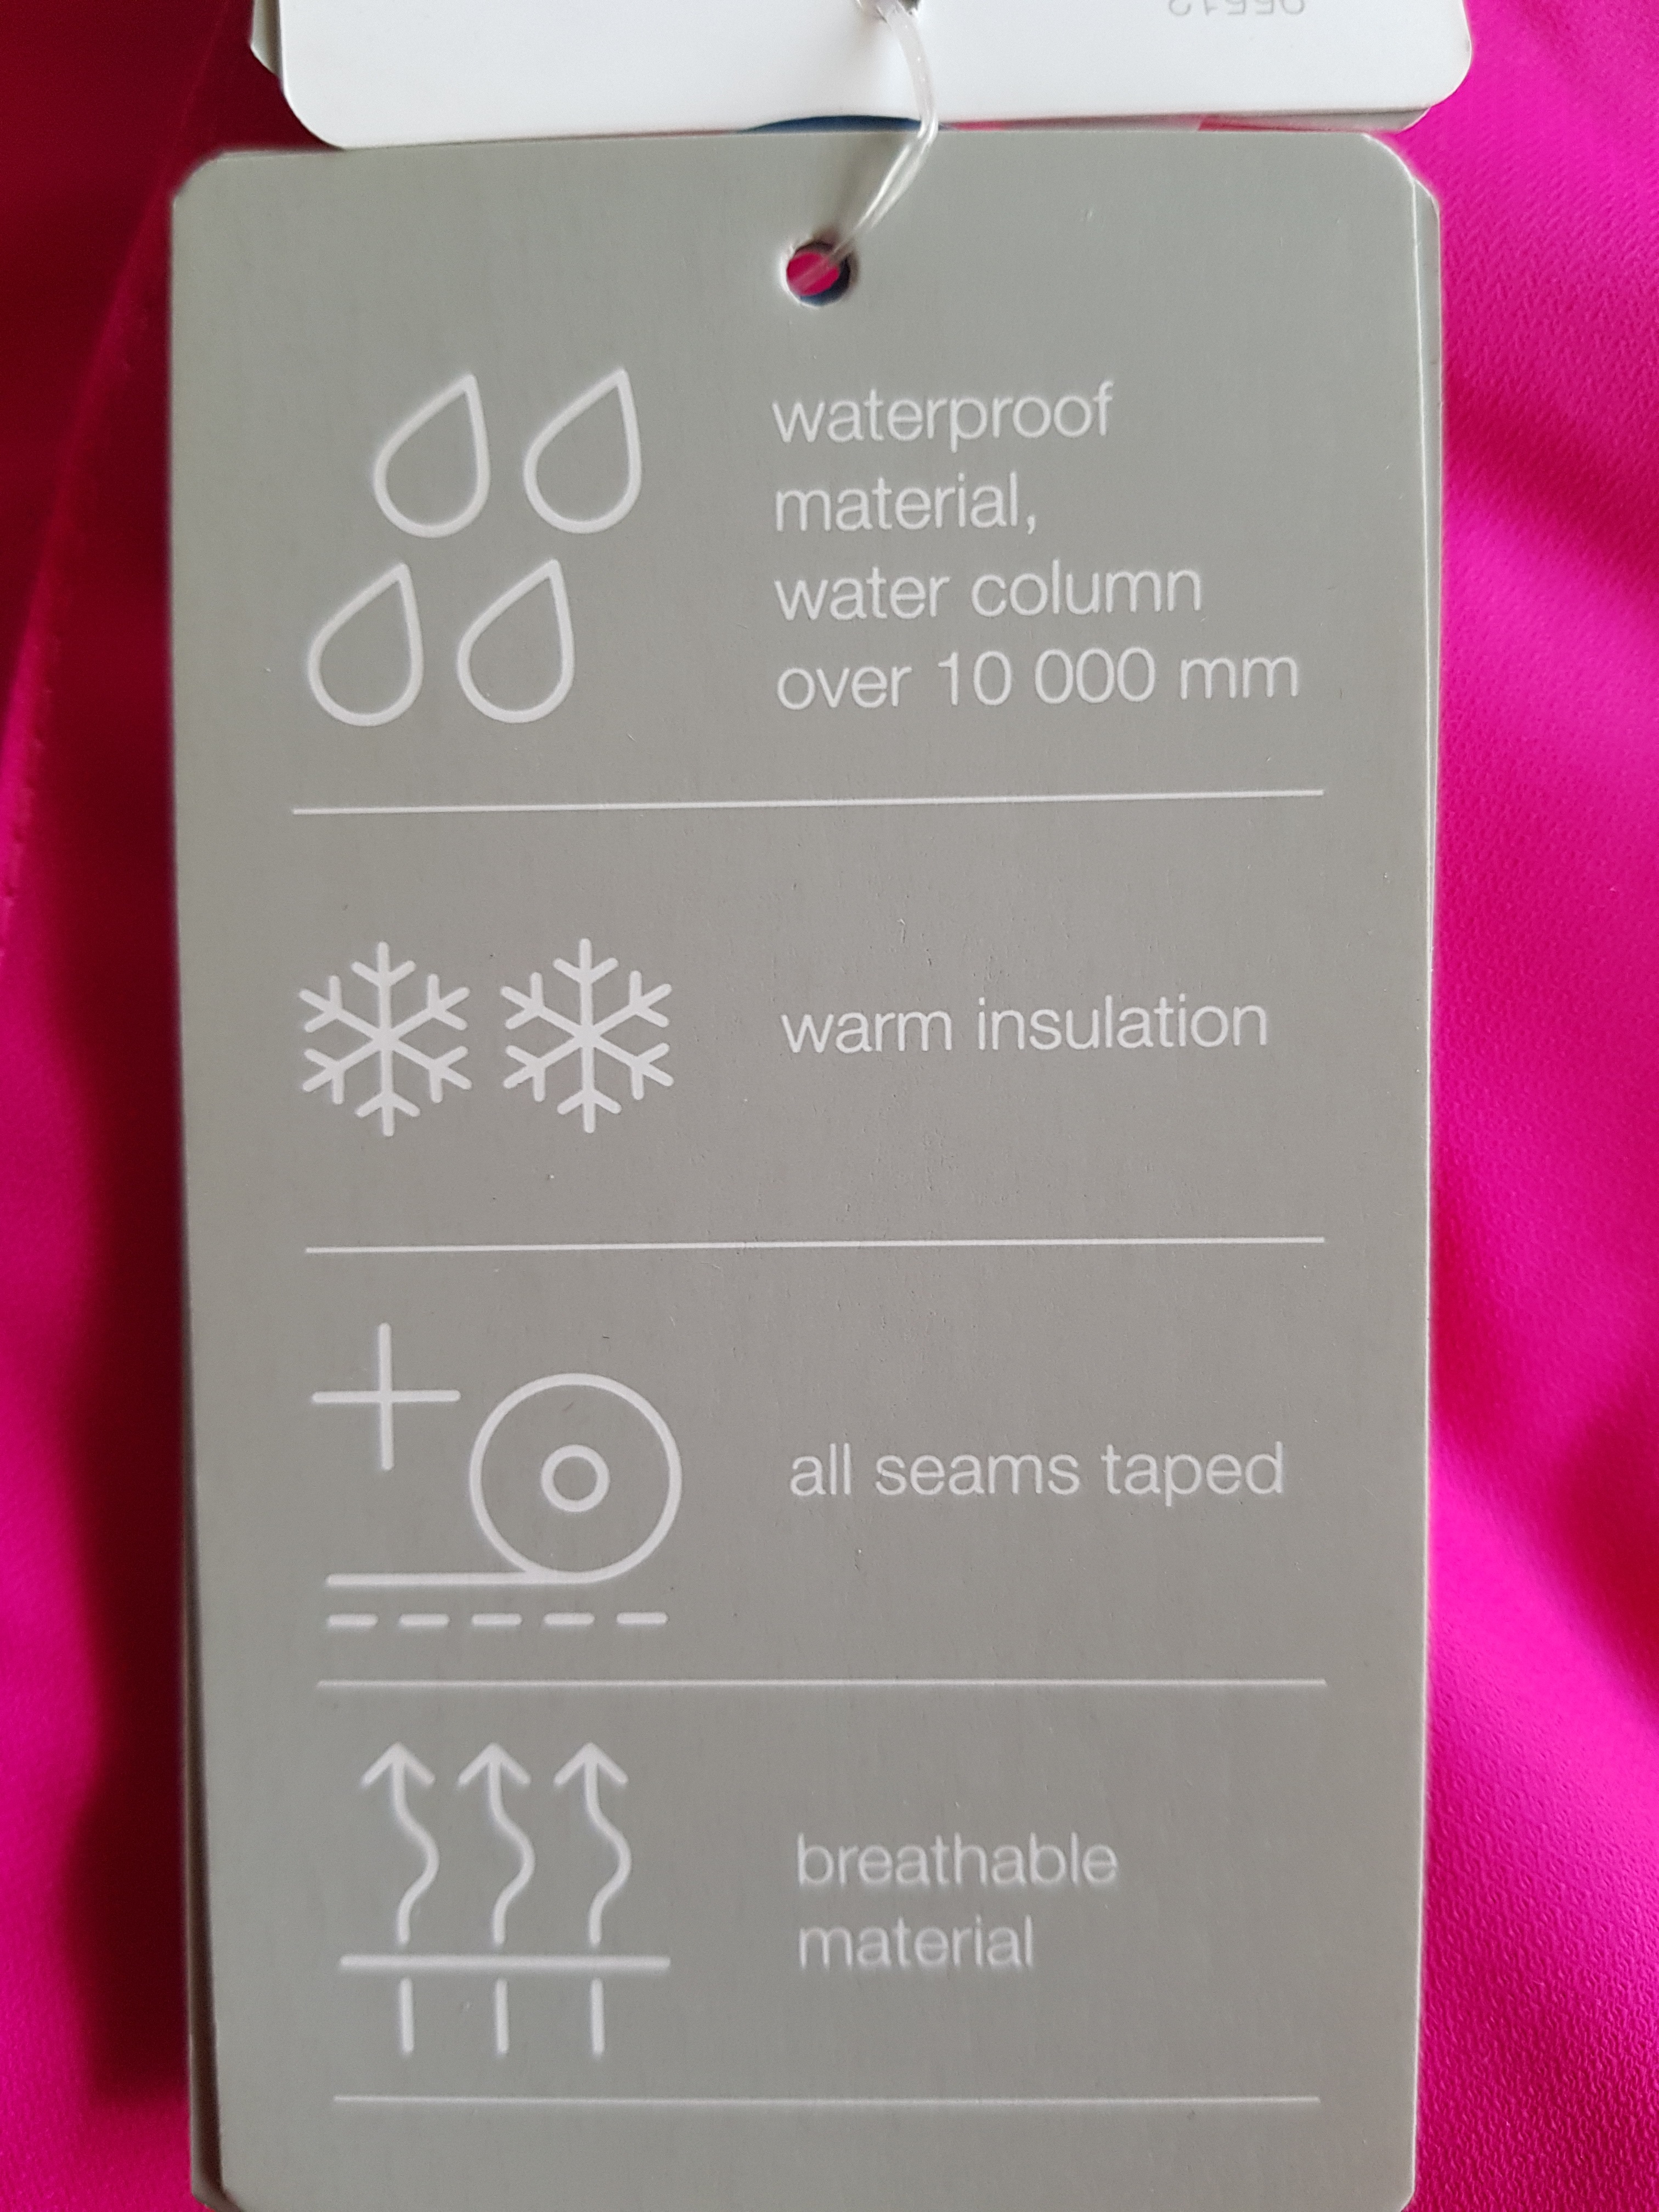 waterproof
material,
water column
over 10 000 mm
warm insulation
all seams taped
breathable
material